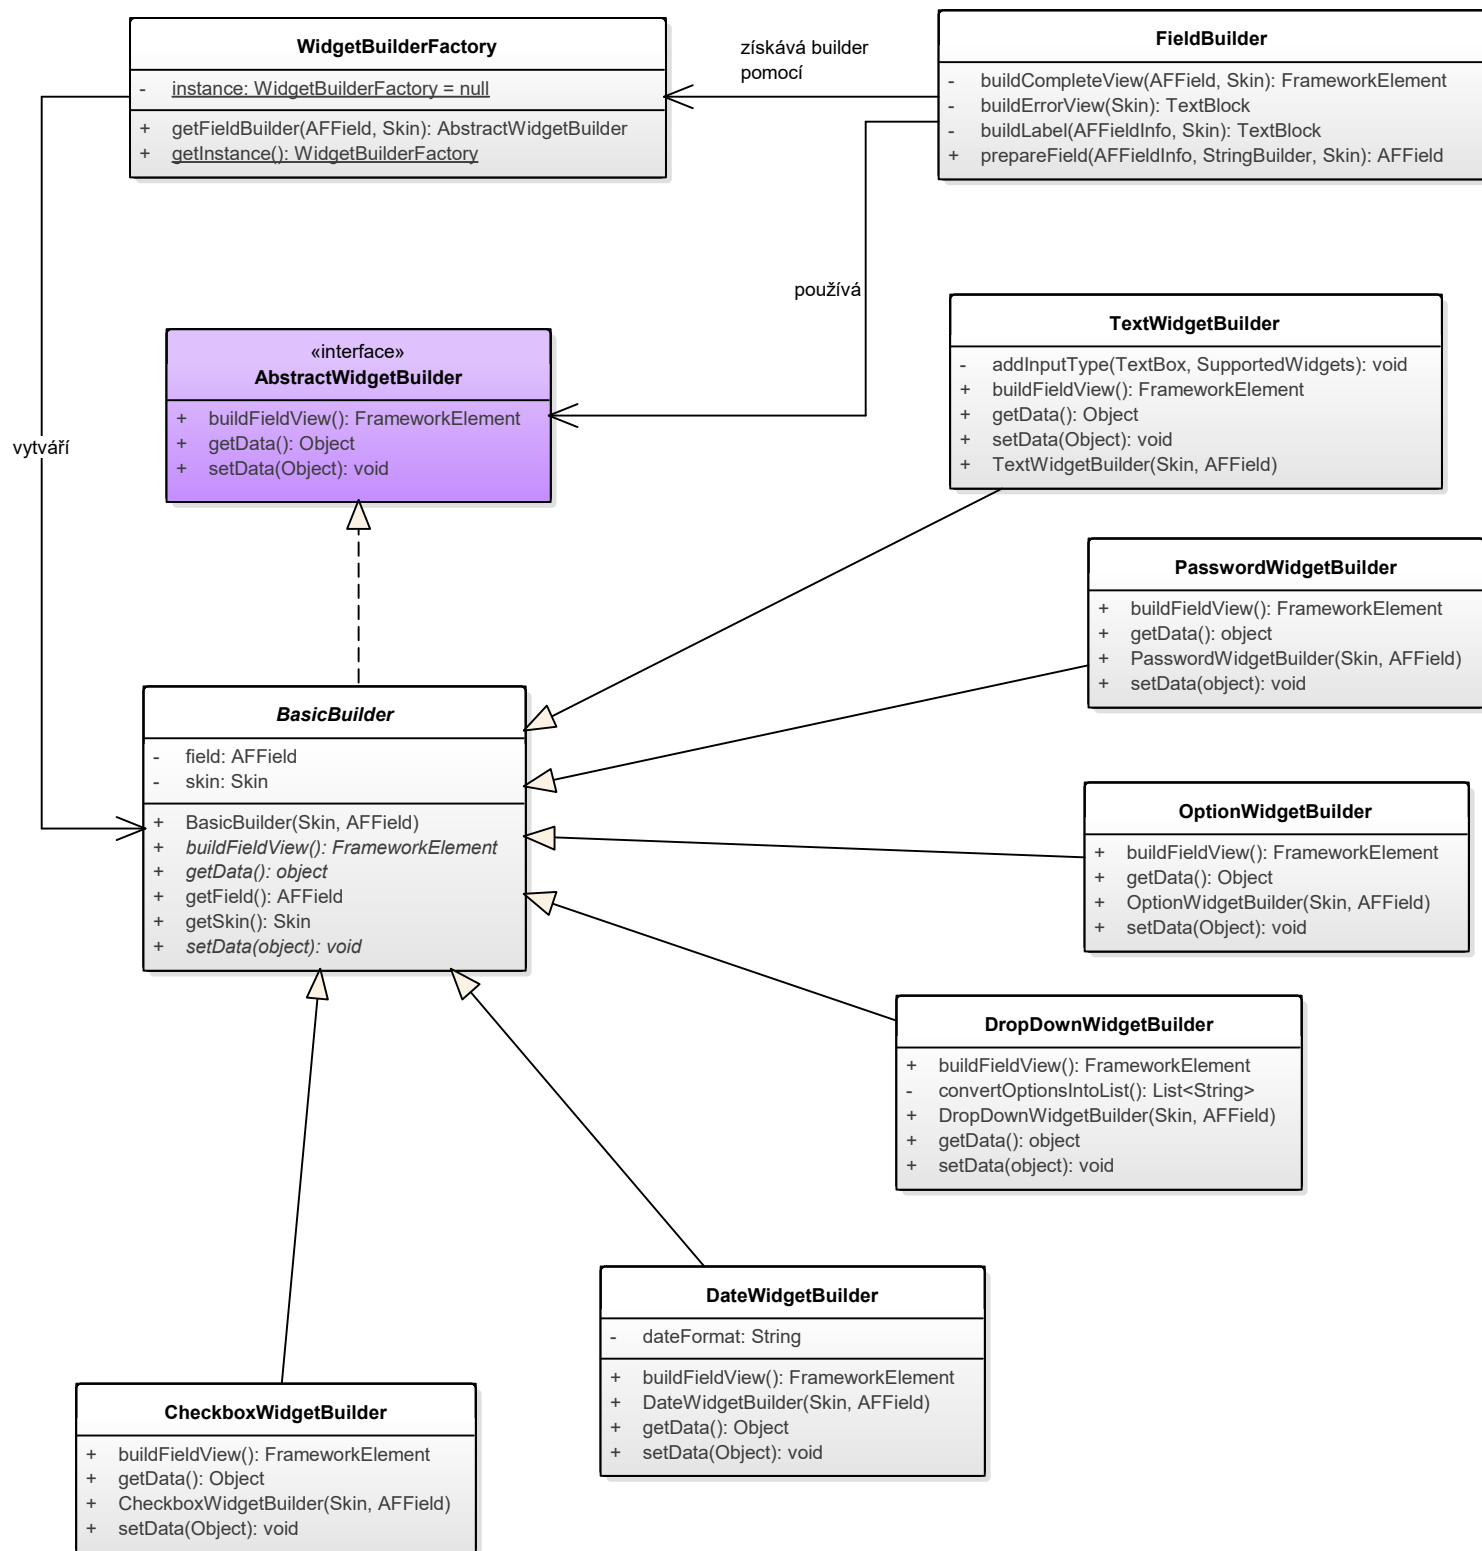 WidgetBuilderFactory
- instance: WidgetBuilderFactory = null
+ getFieldBuilder(AFField, Skin): AbstractWidgetBuilder
+ getInstance(): WidgetBuilderFactory
získává builder
pomocí
FieldBuilder
- buildCompleteView(AFField, Skin): FrameworkElement
- buildErrorView(Skin): TextBlock
- buildLabel(AFFieldInfo, Skin): TextBlock
+ prepareField(AFFieldInfo, StringBuilder, Skin): AFField
používá
vytváří
«interface»
AbstractWidgetBuilder
+ buildFieldView(): FrameworkElement
+ getData(): Object
+ setData(Object): void
TextWidgetBuilder
- addInputType(TextBox, SupportedWidgets): void
+ buildFieldView(): FrameworkElement
+ getData(): Object
+ setData(Object): void
+ TextWidgetBuilder(Skin, AFField)
PasswordWidgetBuilder
+ buildFieldView(): FrameworkElement
+ getData(): object
+ PasswordWidgetBuilder(Skin, AFField)
+ setData(object): void
BasicBuilder
- field: AFField
- skin: Skin
+ BasicBuilder(Skin, AFField)
+ buildFieldView(): FrameworkElement
+ getData(): object
+ getField(): AFField
+ getSkin(): Skin
+ setData(object): void
OptionWidgetBuilder
+ buildFieldView(): FrameworkElement
+ getData(): Object
+ OptionWidgetBuilder(Skin, AFField)
+ setData(Object): void
DropDownWidgetBuilder
+ buildFieldView(): FrameworkElement
- convertOptionsIntoList(): List<String>
+ DropDownWidgetBuilder(Skin, AFField)
+ getData(): object
+ setData(object): void
DateWidgetBuilder
- dateFormat: String
+ buildFieldView(): FrameworkElement
+ DateWidgetBuilder(Skin, AFField)
+ getData(): Object
+ setData(Object): void
CheckboxWidgetBuilder
+ buildFieldView(): FrameworkElement
+ getData(): Object
+ CheckboxWidgetBuilder(Skin, AFField)
+ setData(Object): void